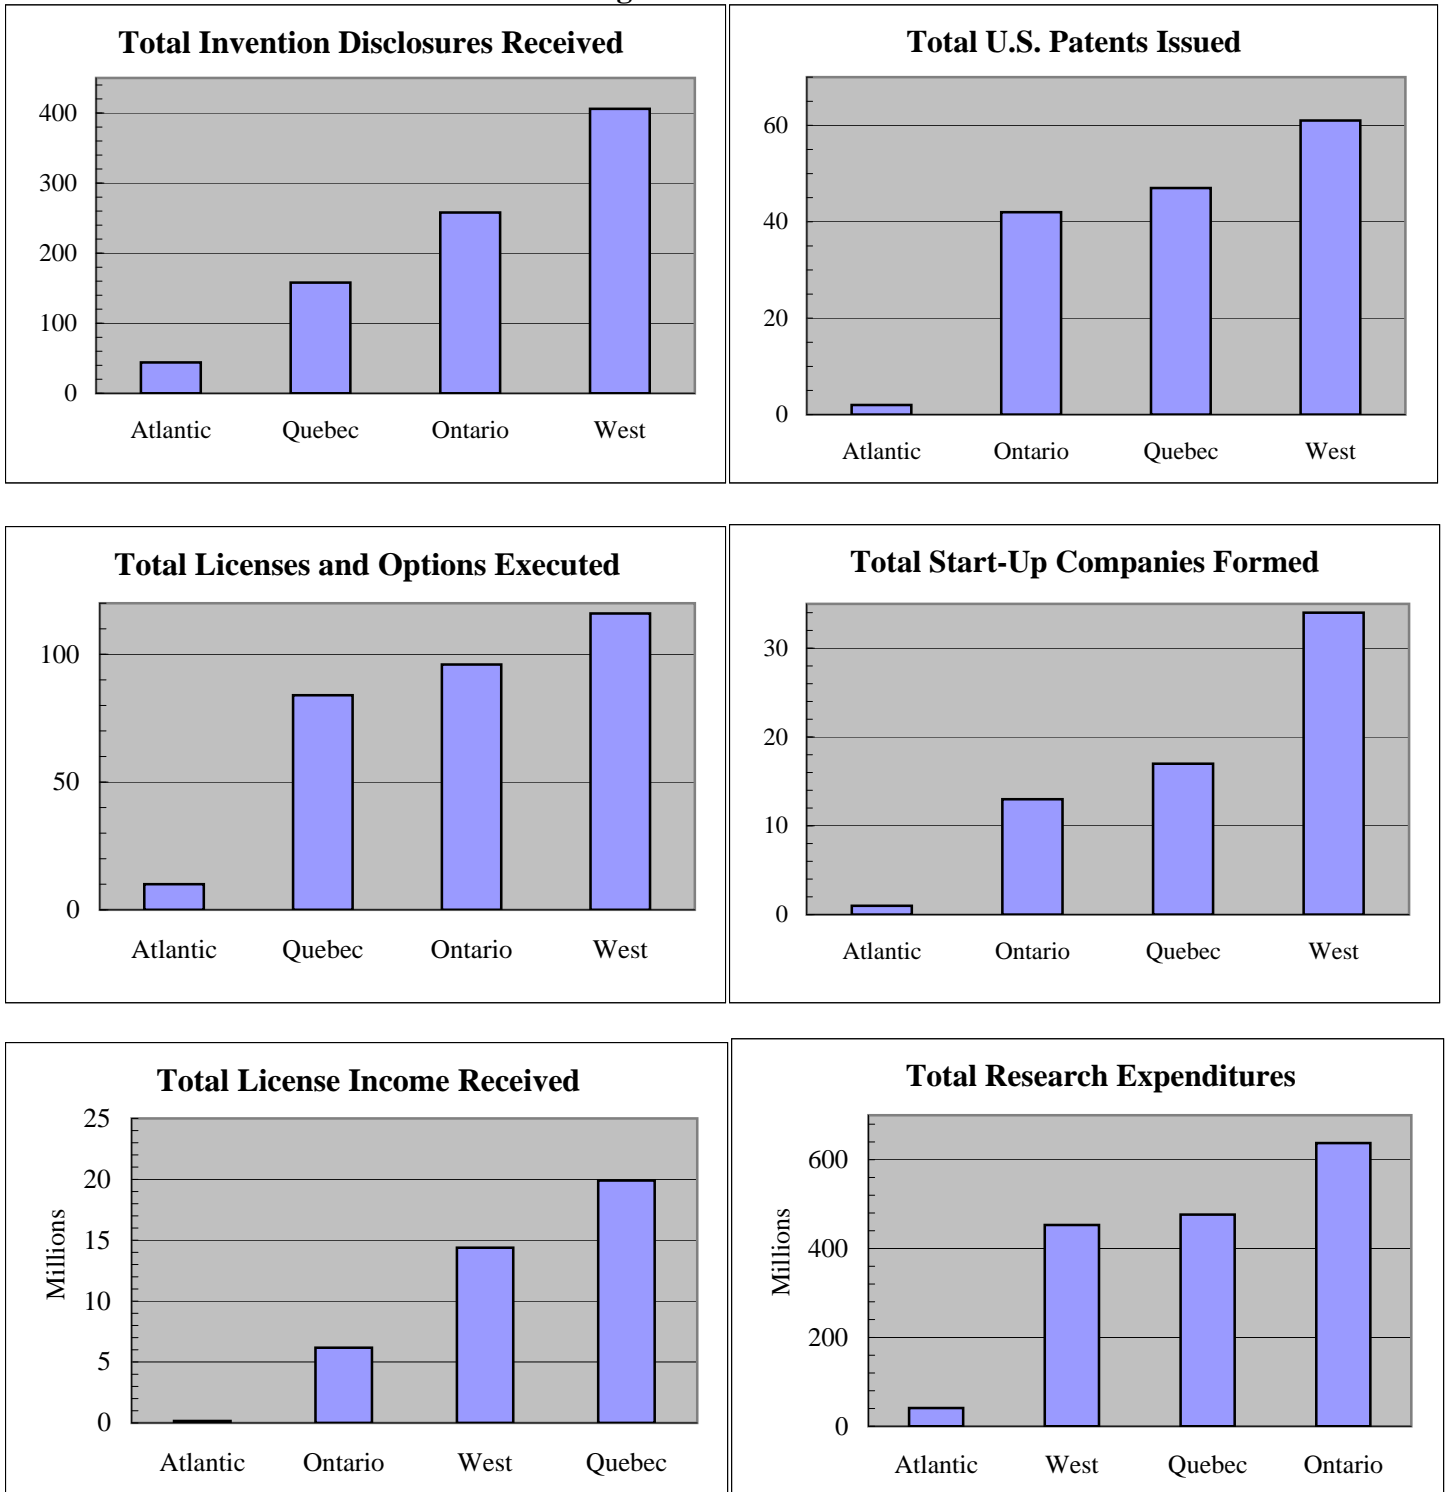 Total Invention Disclosures Received
400
300
200
100
0
Atlantic Quebec Ontario West
Total U.S. Patents Issued
60
40
20
0
Atlantic Ontario Quebec West
Total Licenses and Options Executed
100
50
0
Atlantic Quebec Ontario West
Total Start-Up Companies Formed
30
20
10
0
Atlantic Ontario Quebec West
Total License Income Received
Millions
25
20
15
10
5
0
Atlantic Ontario West Quebec
Total Research Expenditures
Millions
600
400
200
0
Atlantic West Quebec Ontario